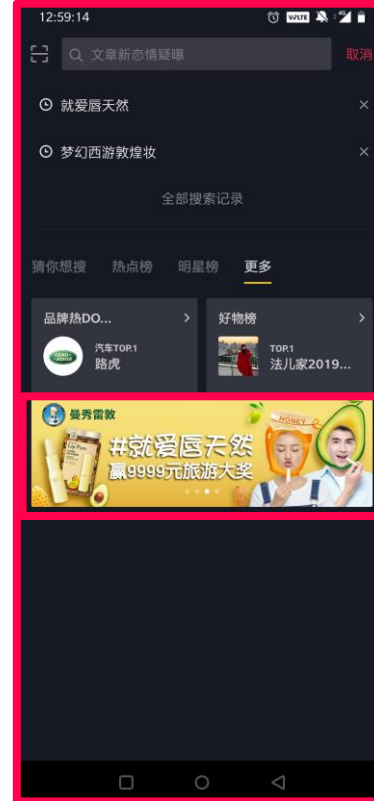 12:59:14 VoLTE 4G
文章新恋情疑曝 取消
就爱唇天然
梦幻西游敦煌妆
全部搜索记录
猜你想搜 热点榜 明星榜 更多
品牌热DO... 好物榜
汽车TOP.1 TOP.1
路虎 法儿家2019...
曼秀雷敦
HONEY
#就爱唇天然
赢9999元旅游大奖